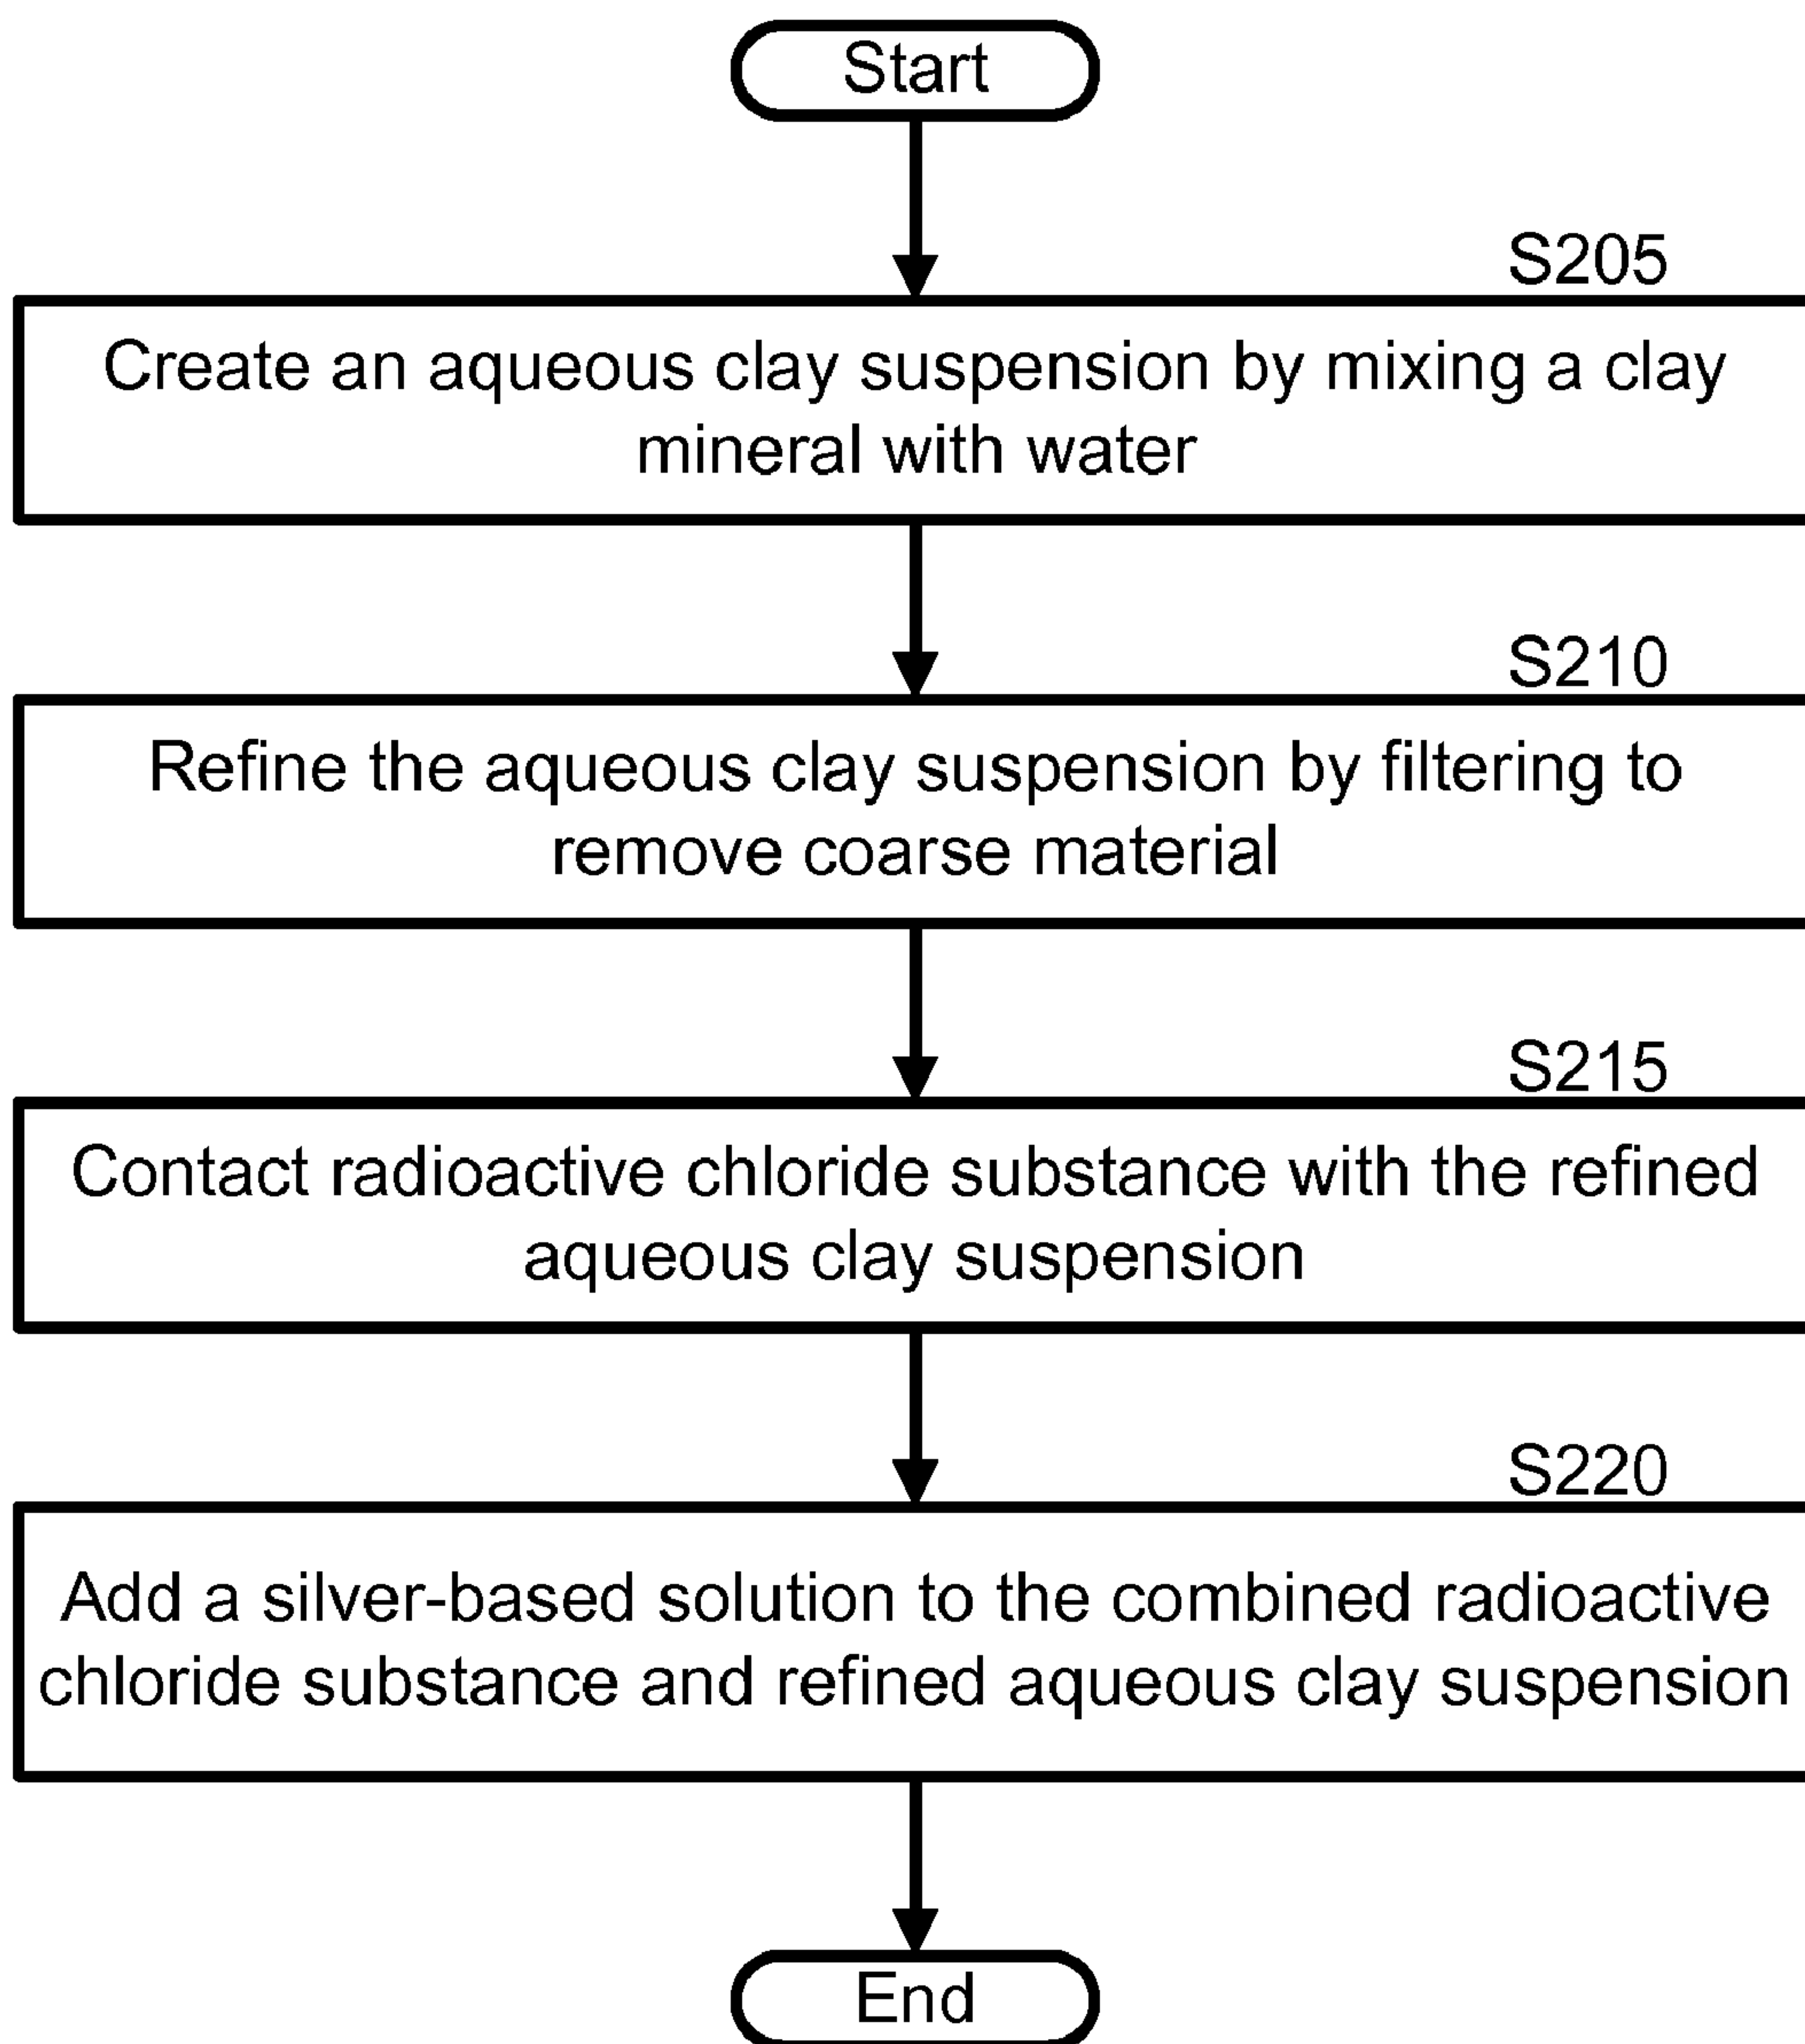 Start
S205
Create an aqueous clay suspension by mixing a clay
mineral with water
S210
Refine the aqueous clay suspension by filtering to
remove coarse material
S215
Contact radioactive chloride substance with the refined
aqueous clay suspension
S220
Add a silver-based solution to the combined radioactive
chloride substance and refined aqueous clay suspension
End